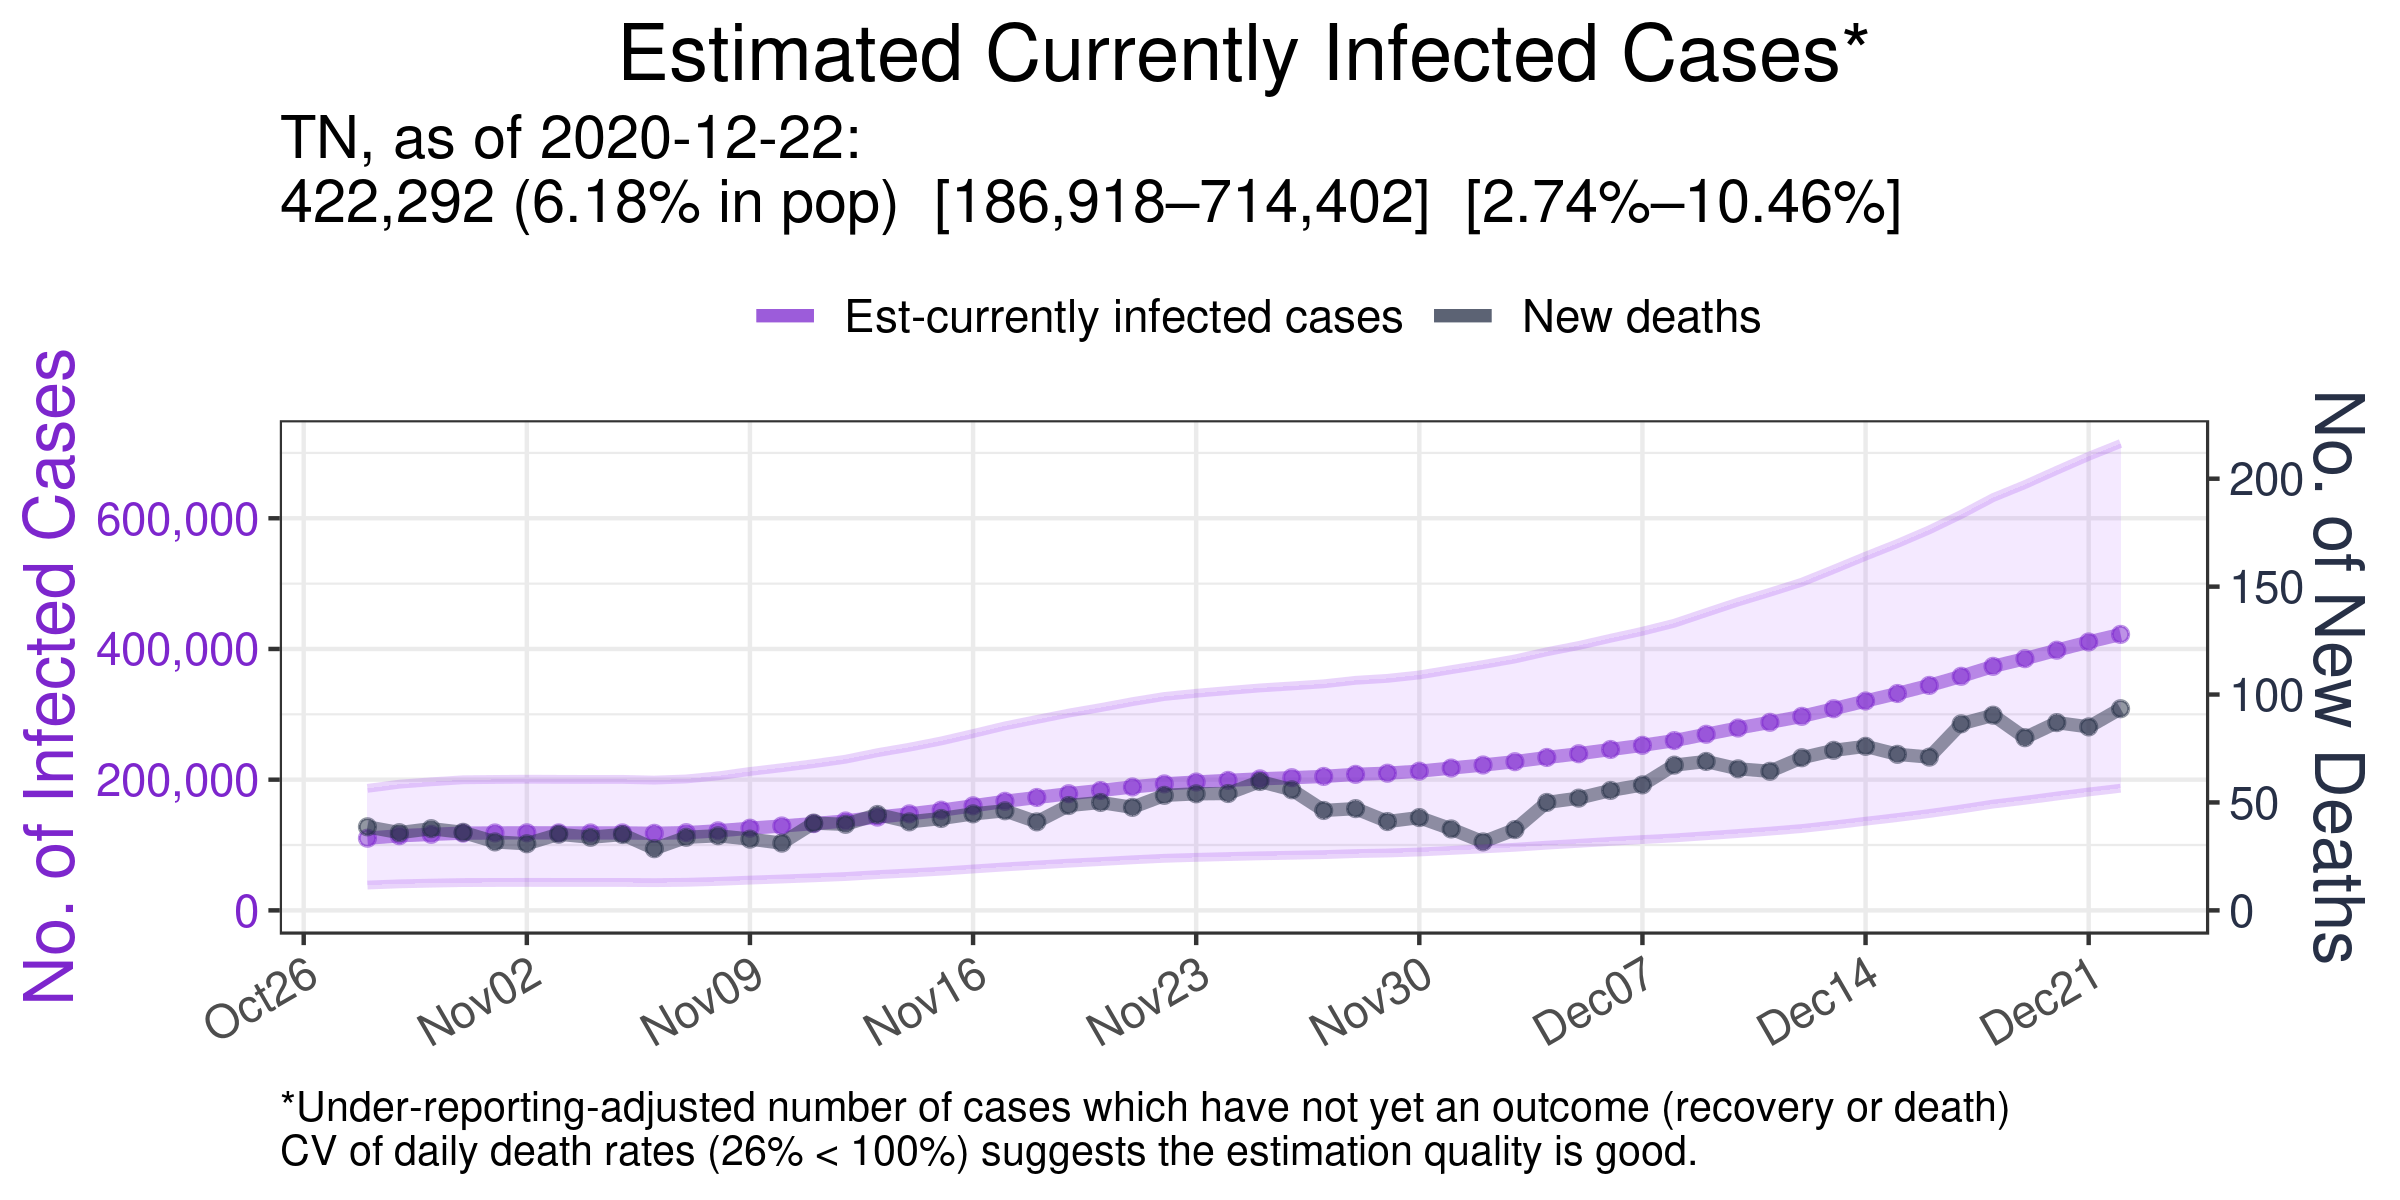 Estimated Currently Infected Cases*
TN, as of 2020-12-22:
422,292 (6.18% in pop)  [186,918–714,402]  [2.74%–10.46%]
Est-currently infected cases
New deaths
No. of Infected Cases
600,000
400,000
200,000
0
No. of New Deaths
200
150
100
50
0
Oct26
Nov02
Nov09
Nov16
Nov23
Nov30
Dec07
Dec14
Dec21
*Under-reporting-adjusted number of cases which have not yet an outcome (recovery or death)
CV of daily death rates (26% < 100%) suggests the estimation quality is good.